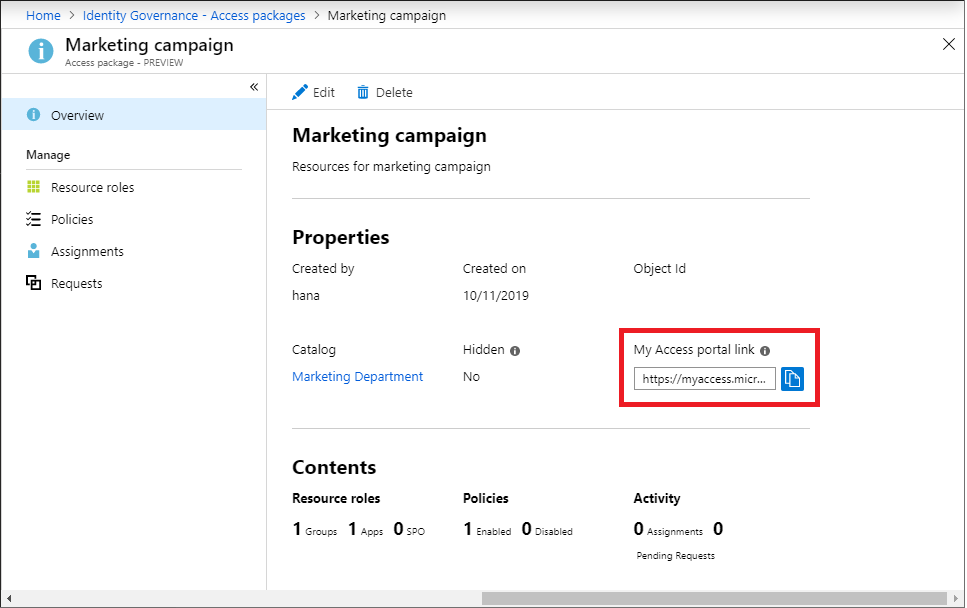 Home > Identity Governance - Access packages > Marketing campaign
Marketing campaign
Access package - PREVIEW
«
Overview
Manage
Resource roles
Policies
Assignments
Requests
Edit Delete
Marketing campaign
Resources for marketing campaign
Properties
Created by Created on Object Id
hana 10/11/2019
Catalog Hidden My Access portal link
Marketing Department No https://myaccess.micr...
Contents
Resource roles Policies Activity
1 Groups 1 Apps 0 SPO 1 Enabled 0 Disabled 0 Assignments 0
Pending Requests